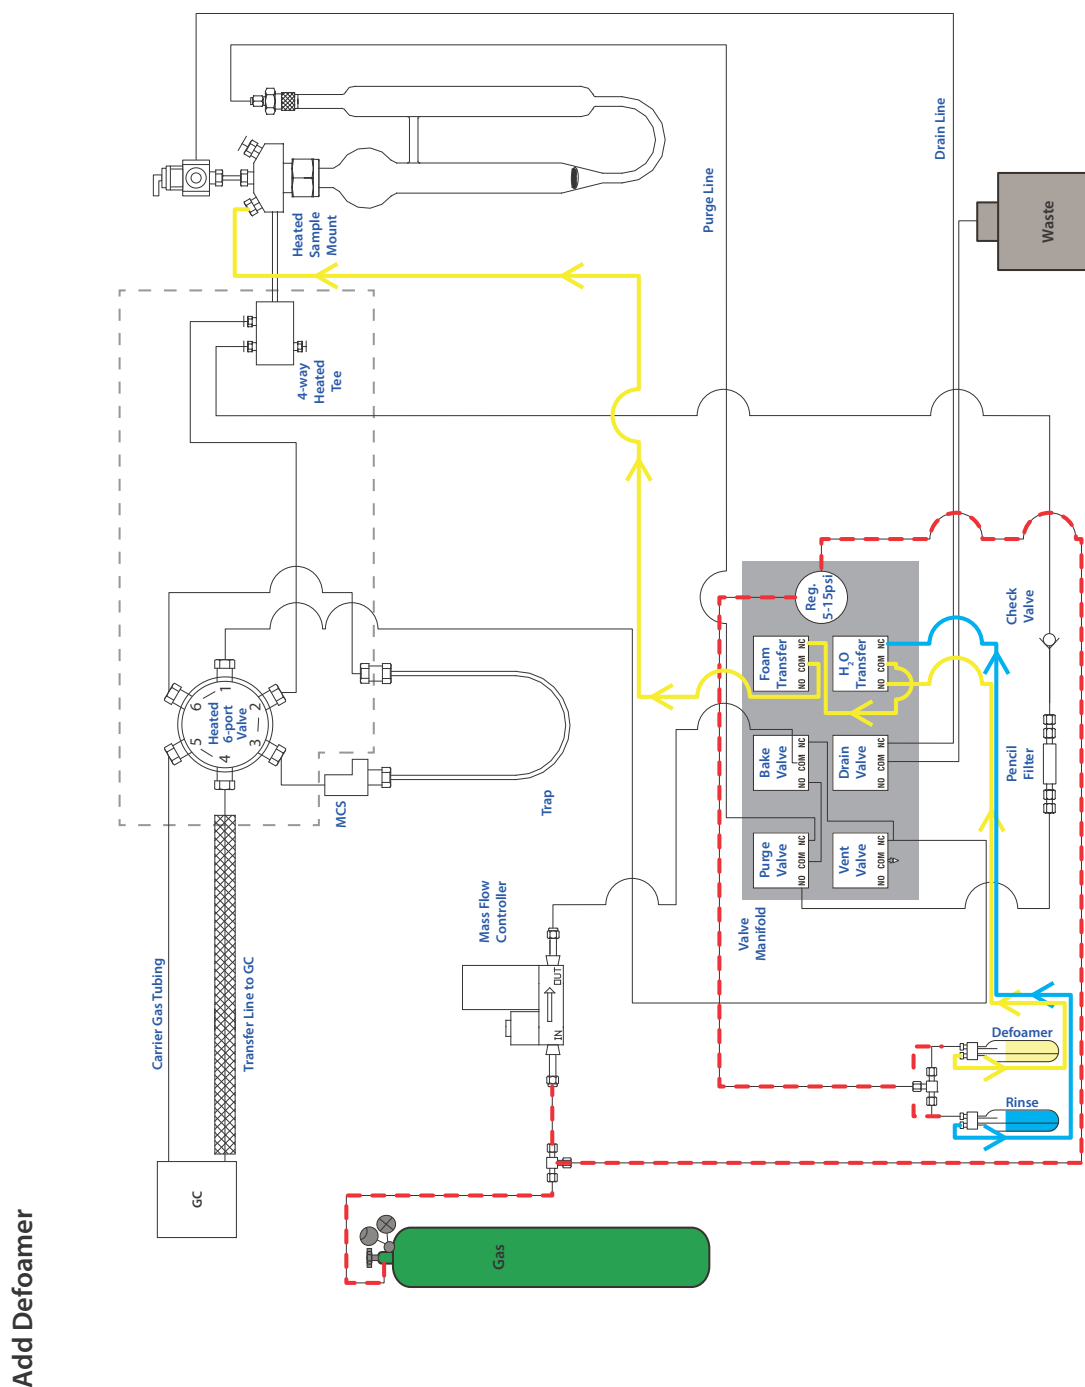 Add Defoamer
GC
Carrier Gas Tubing
Transfer Line to GC
Gas
Heated
6-port
Valve
1
2
3
4
5
6
MCS
Trap
4-way
Heated
Tee
Heated
Sample
Mount
Purge Line
Drain Line
Waste
Mass Flow
Controller
IN
OUT
Valve
Manifold
Purge
Valve
NO COM NC
Bake
Valve
NO COM NC
Foam
Transfer
NO COM NC
Reg.
5-15psi
Vent
Valve
NO COM NC
Drain
Valve
NO COM NC
H2O
Transfer
NO COM NC
Pencil
Filter
Check
Valve
Rinse
Defoamer